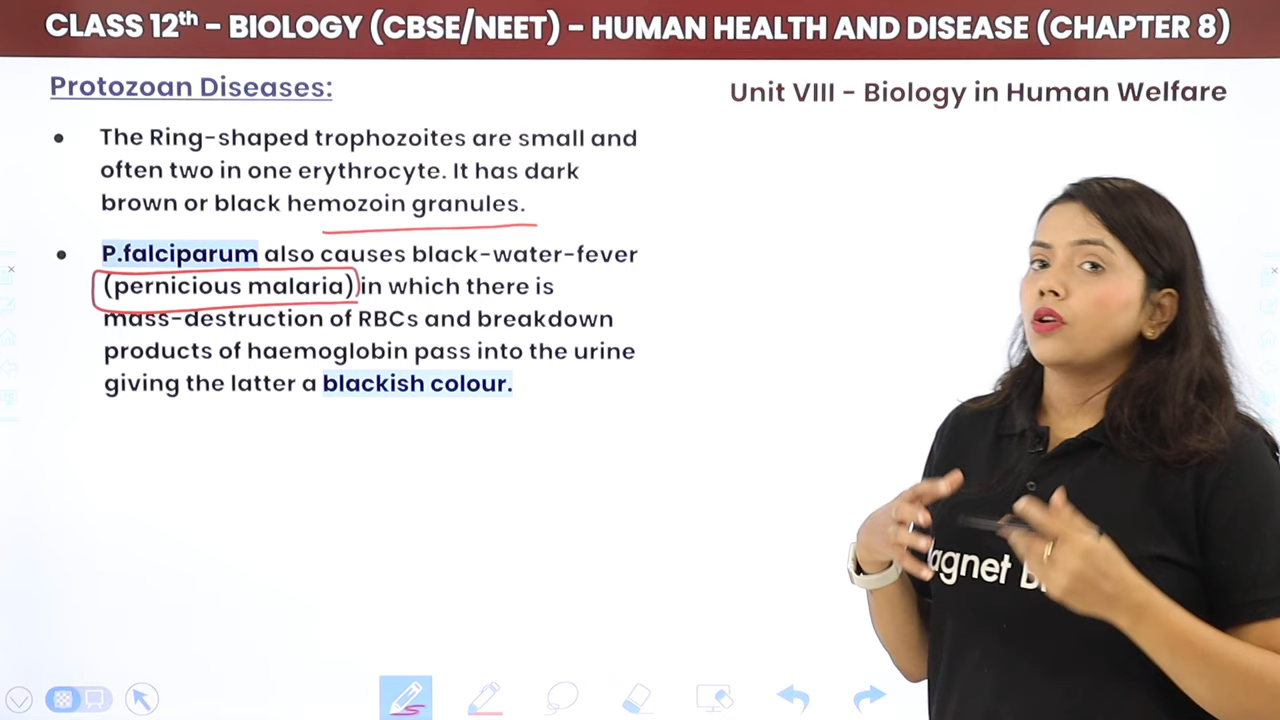 CLASS 12th - BIOLOGY (CBSE/NEET) - HUMAN HEALTH AND DISEASE (CHAPTER 8)
Protozoan Diseases:
Unit VIII - Biology in Human Welfare
• The Ring-shaped trophozoites are small and
often two in one erythrocyte. It has dark
brown or black hemozoin granules.
• P.falciparum also causes black-water-fever
(pernicious malaria) in which there is
mass-destruction of RBCs and breakdown
products of haemoglobin pass into the urine
giving the latter a blackish colour.
agnet B